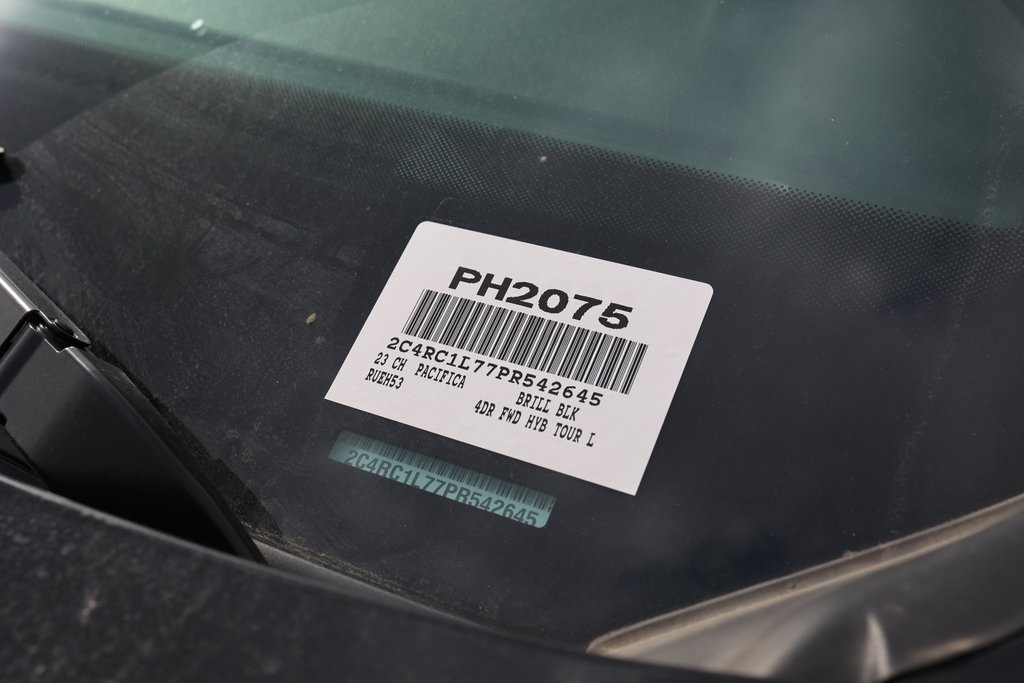 PH2075
2C4RC1L77PR542645
23 CH PACIFICA BRILL BLK
RUEH53 4DR FWD HYB TOUR L
2C4RC1L77PR542645